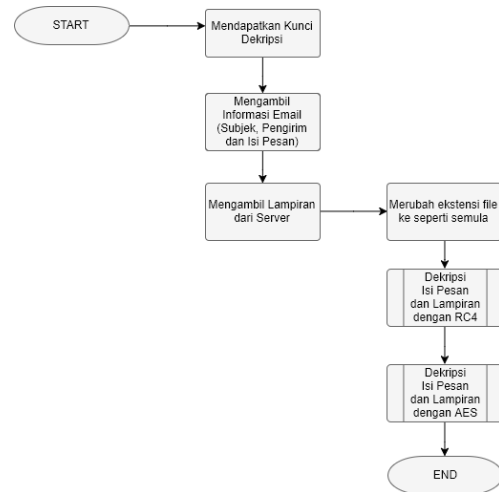 START
Mendapatkan Kunci
Dekripsi
Mengambil
Informasi Email
(Subjek, Pengirim
dan Isi Pesan)
Mengambil Lampiran
dari Server
Merubah ekstensi file
ke seperti semula
Dekripsi
Isi Pesan
dan Lampiran
dengan RC4
Dekripsi
Isi Pesan
dan Lampiran
dengan AES
END